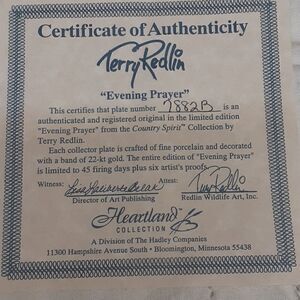 Certificate of Authenticity
Terry Redlin
"Evening Prayer"
This certifies that plate number 7882B is an
authenticated and registered original in the limited edition
"Evening Prayer" from the Country Spirit Collection by
Terry Redlin.
Each collector plate is crafted of fine porcelain and decorated
with a band of 22-kt gold. The entire edition of "Evening Prayer"
is limited to 45 firing days plus six artist's proofs.
Witness: Attest: Terry Redlin
Director of Art Publishing Redlin Wildlife Art, Inc.
Heartland
COLLECTION
A Division of The Hadley Companies
11300 Hampshire Avenue South • Bloomington, Minnesota 55438